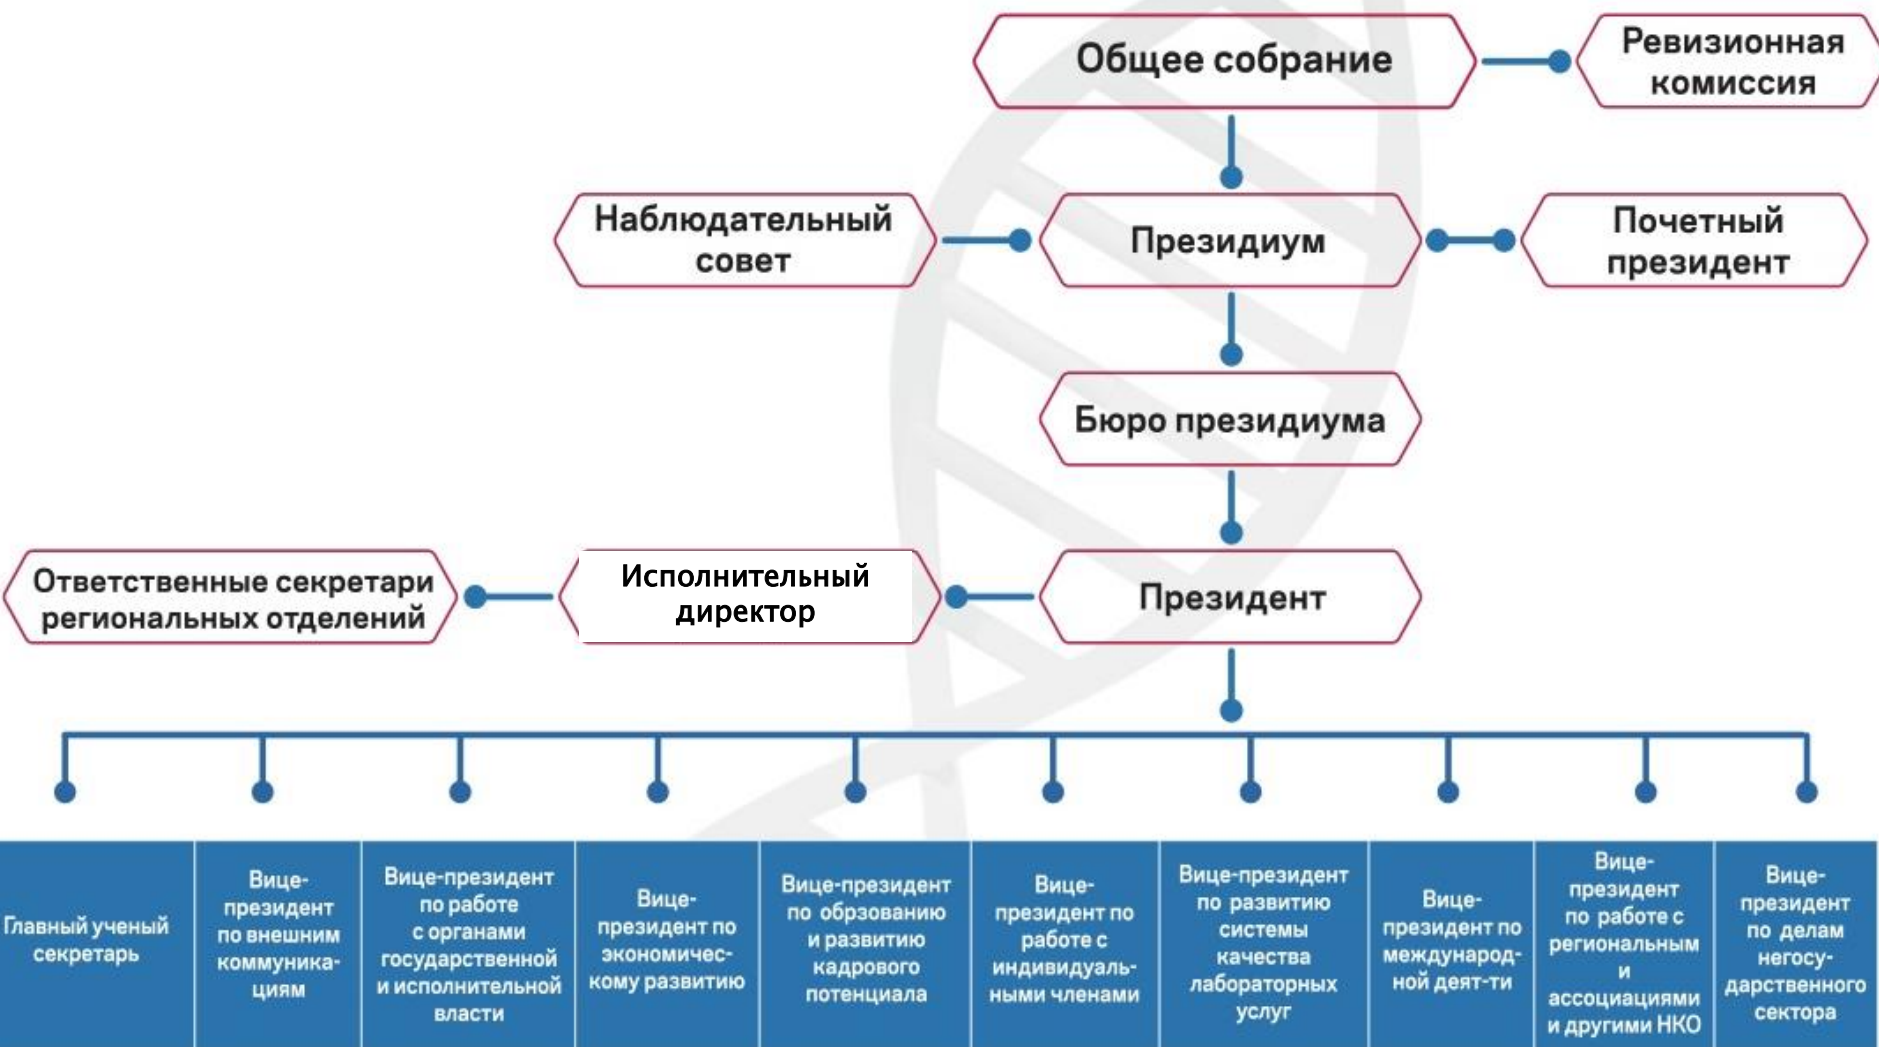 Общее собрание
Ревизионная
комиссия
Наблюдательный
совет
Президиум
Почетный
президент
Бюро президиума
Ответственные секретари
региональных отделений
Исполнительный
директор
Президент
Главный ученый
секретарь
Вице-
президент
по внешним
коммуника-
циям
Вице-президент
по работе
с органами
государственной
и исполнительной
власти
Вице-
президент по
экономичес-
кому развитию
Вице-президент
по обрзованию
и развитию
кадрового
потенциала
Вице-
президент по
работе с
индивидуаль-
ными членами
Вице-президент
по развитию
системы
качества
лабораторных
услуг
Вице-
президент по
международ-
ной деят-ти
Вице-
президент
по работе с
региональным
и
ассоциациями
и другими НКО
Вице-
президент
по делам
негосу-
дарственного
сектора